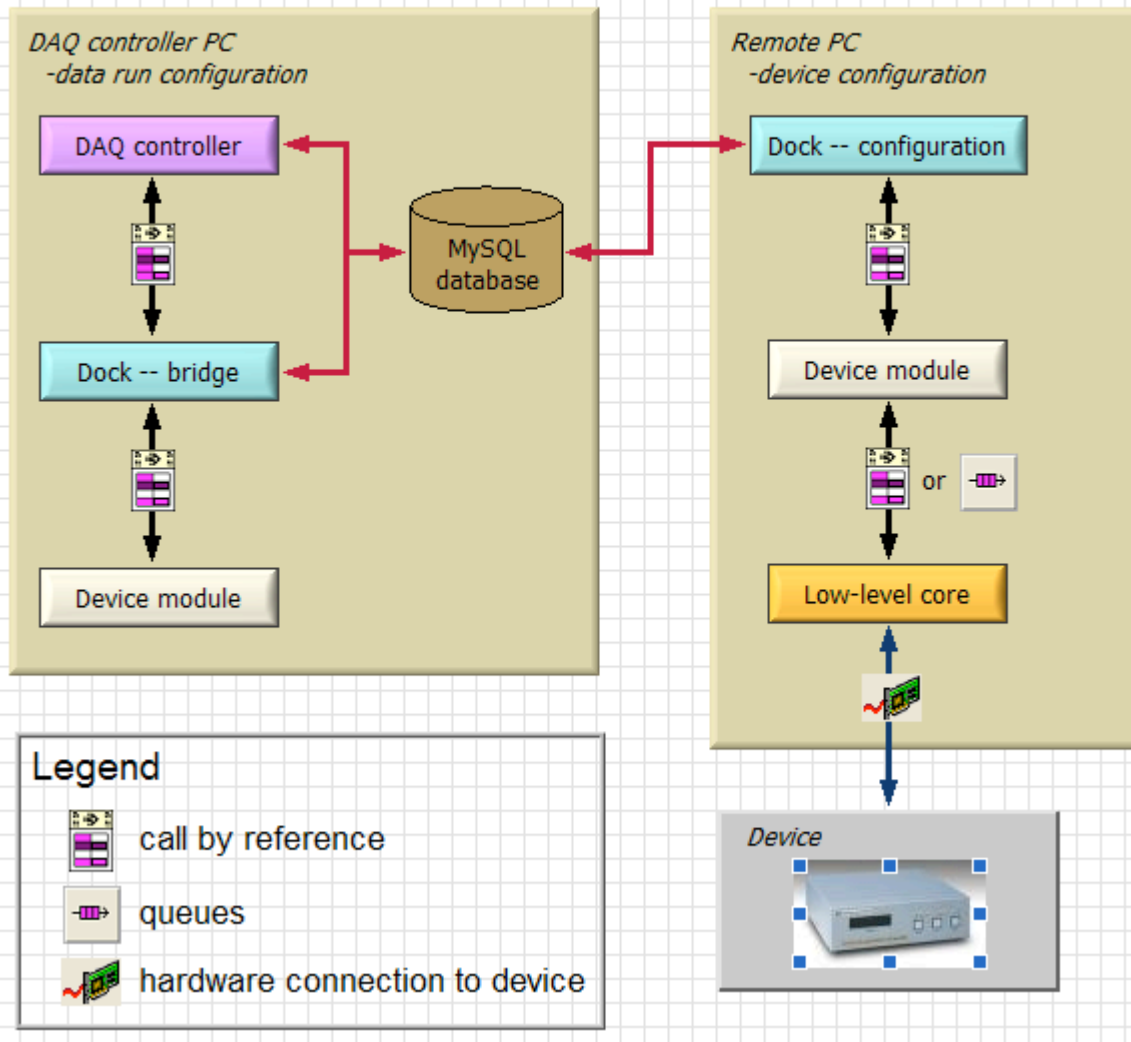 DAQ controller PC
-data run configuration
DAQ controller
MySQL
database
Dock -- bridge
Device module
Remote PC
-device configuration
Dock -- configuration
Device module
or
Low-level core
Device
Legend
call by reference
queues
hardware connection to device